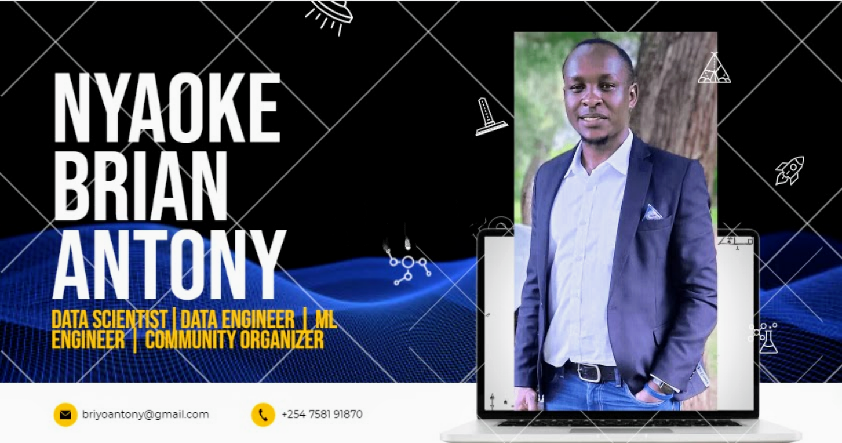 NYAOKE
BRIAN
ANTONY
DATA SCIENTIST | DATA ENGINEER | ML
ENGINEER | COMMUNITY ORGANIZER
briyoantony@gmail.com
+254 7581 91870